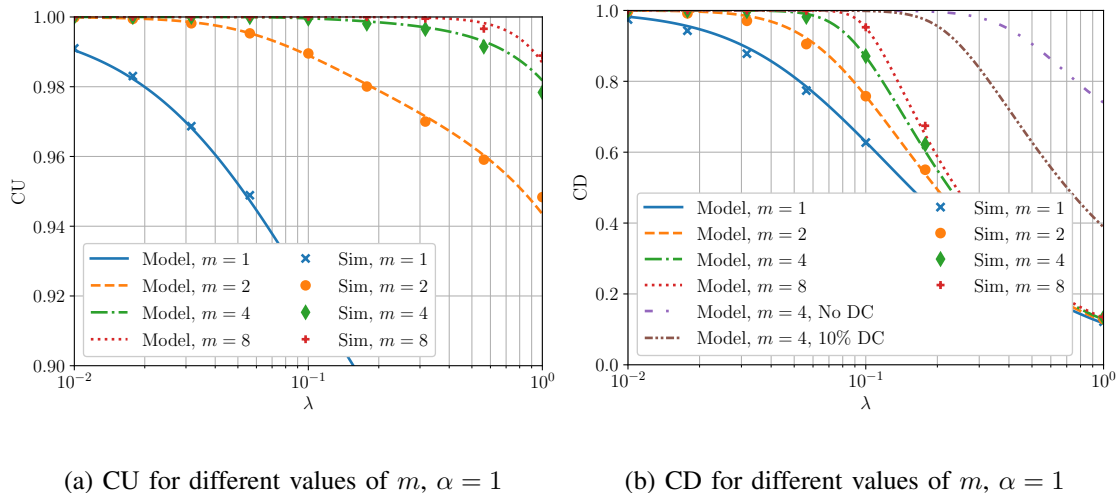 1.00
0.98
0.96
0.94
0.92
0.90
CU
10⁻²
10⁻¹
10⁰
λ
Model, m = 1
Model, m = 2
Model, m = 4
Model, m = 8
Sim, m = 1
Sim, m = 2
Sim, m = 4
Sim, m = 8
(a) CU for different values of m, α = 1
1.0
0.8
0.6
0.4
0.2
0.0
CD
10⁻²
10⁻¹
10⁰
λ
Model, m = 1
Model, m = 2
Model, m = 4
Model, m = 8
Model, m = 4, No DC
Model, m = 4, 10% DC
Sim, m = 1
Sim, m = 2
Sim, m = 4
Sim, m = 8
(b) CD for different values of m, α = 1